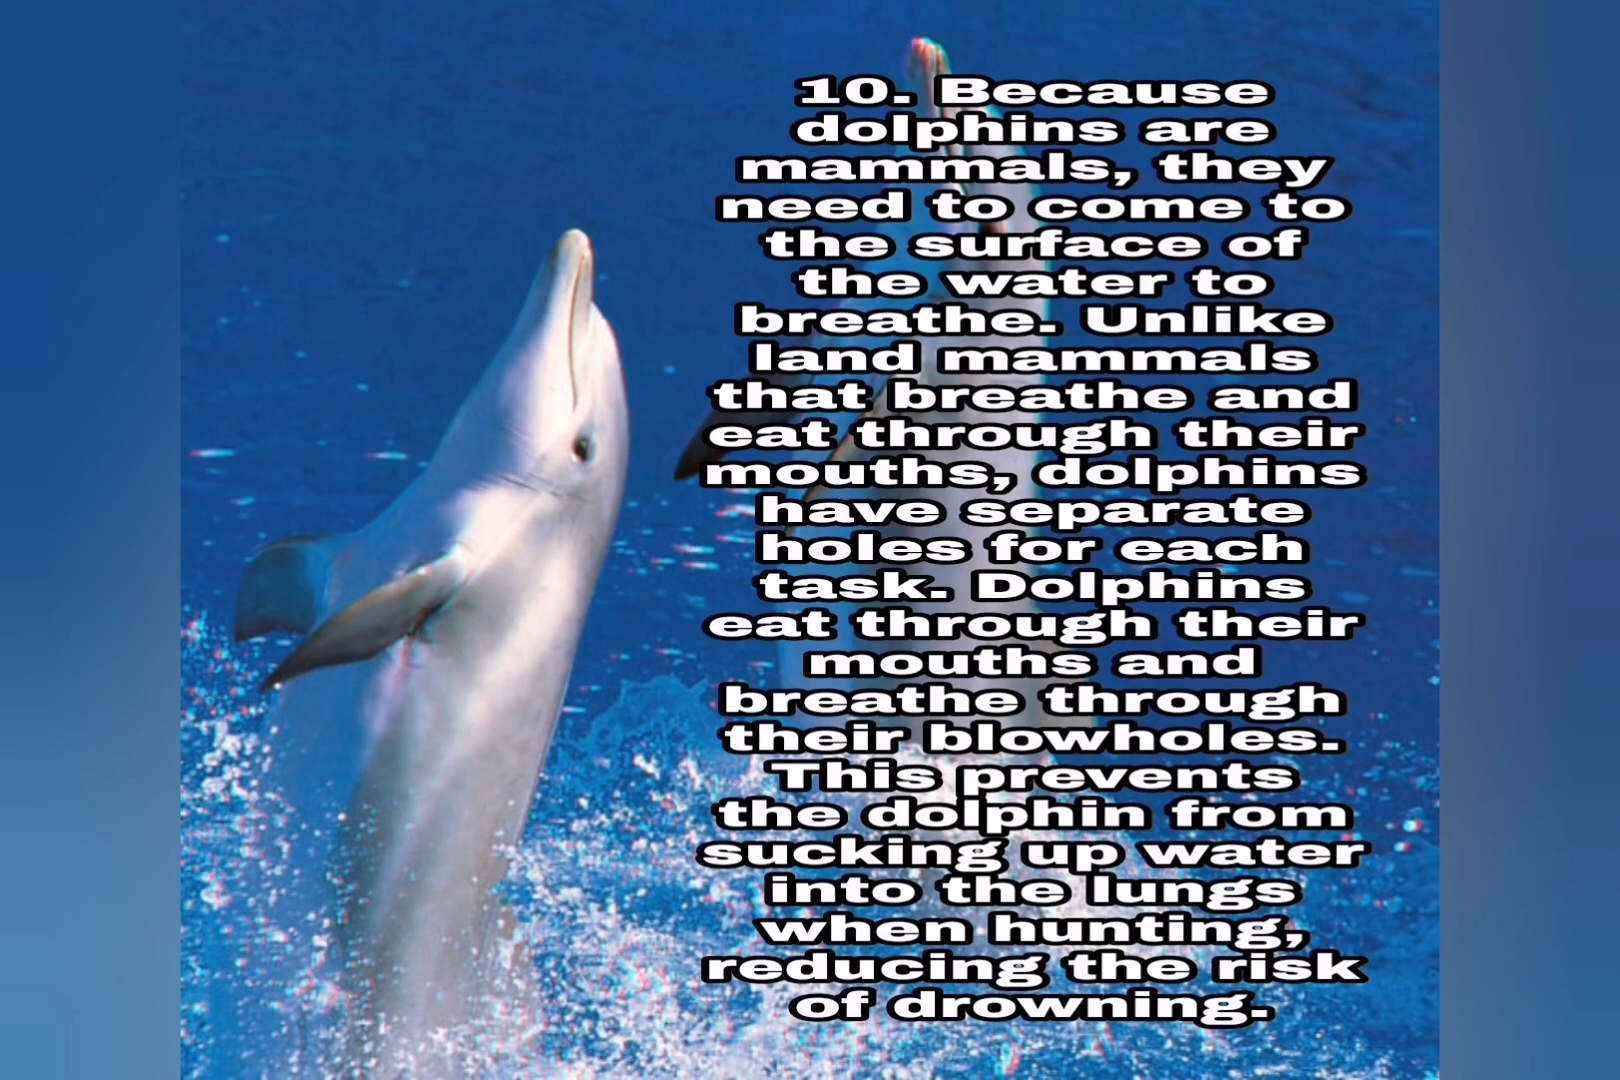 10. Because
dolphins are
mammals, they
need to come to
the surface of
the water to
breathe. Unlike
land mammals
that breathe and
eat through their
mouths, dolphins
have separate
holes for each
task. Dolphins
eat through their
mouths and
breathe through
their blowholes.
This prevents
the dolphin from
sucking up water
into the lungs
when hunting,
reducing the risk
of drowning.